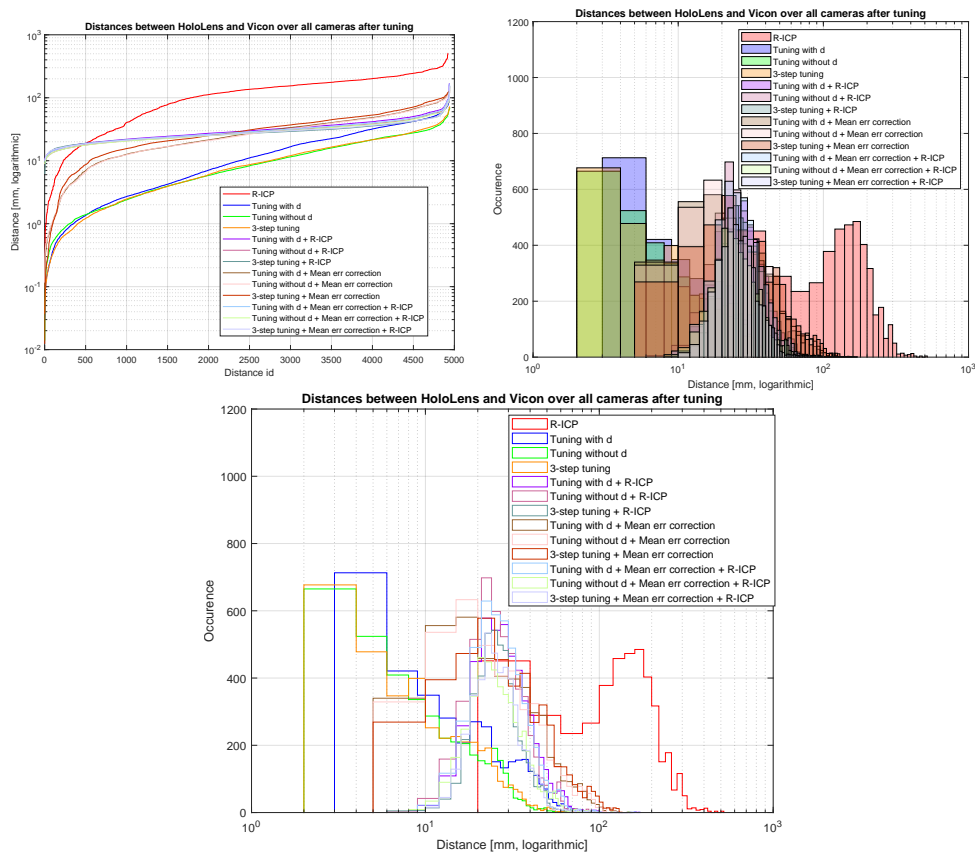 Distances between HoloLens and Vicon over all cameras after tuning
10^3
10^2
10^1
10^0
10^-1
10^-2
Distance [mm, logarithmic]
R-ICP
Tuning with d
Tuning without d
3-step tuning
Tuning with d + R-ICP
Tuning without d + R-ICP
3-step tuning + R-ICP
Tuning with d + Mean err correction
Tuning without d + Mean err correction
3-step tuning + Mean err correction
Tuning with d + Mean err correction + R-ICP
Tuning without d + Mean err correction + R-ICP
3-step tuning + Mean err correction + R-ICP
0 500 1000 1500 2000 2500 3000 3500 4000 4500 5000
Distance id
Distances between HoloLens and Vicon over all cameras after tuning
1200
1000
800
600
400
200
0
Occurence
R-ICP
Tuning with d
Tuning without d
3-step tuning
Tuning with d + R-ICP
Tuning without d + R-ICP
3-step tuning + R-ICP
Tuning with d + Mean err correction
Tuning without d + Mean err correction
3-step tuning + Mean err correction
Tuning with d + Mean err correction + R-ICP
Tuning without d + Mean err correction + R-ICP
3-step tuning + Mean err correction + R-ICP
10^0 10^1 10^2 10^3
Distance [mm, logarithmic]
Distances between HoloLens and Vicon over all cameras after tuning
1200
1000
800
600
400
200
0
Occurence
R-ICP
Tuning with d
Tuning without d
3-step tuning
Tuning with d + R-ICP
Tuning without d + R-ICP
3-step tuning + R-ICP
Tuning with d + Mean err correction
Tuning without d + Mean err correction
3-step tuning + Mean err correction
Tuning with d + Mean err correction + R-ICP
Tuning without d + Mean err correction + R-ICP
3-step tuning + Mean err correction + R-ICP
10^0 10^1 10^2 10^3
Distance [mm, logarithmic]